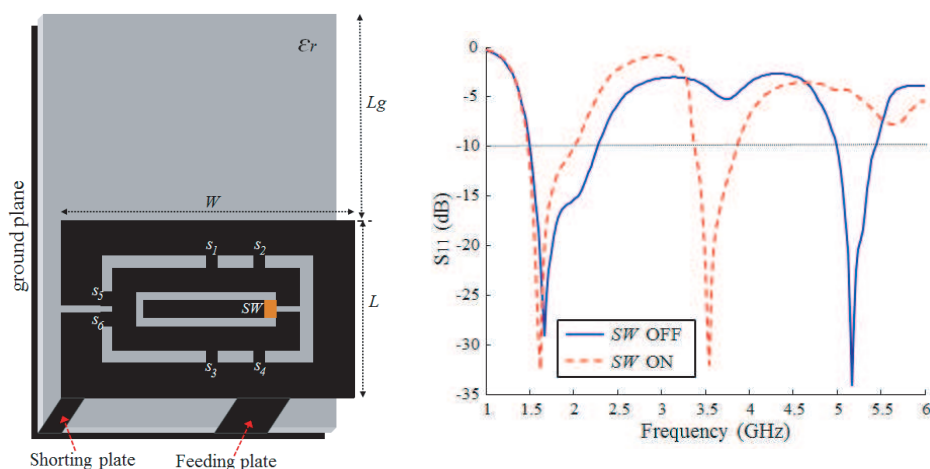 εr
Lg
ground plane
W
s1 s2
s5
SW
L
s6
s3 s4
Shorting plate
Feeding plate
0
-5
-10
-15
-20
-25
-30
-35
S11 (dB)
SW OFF
SW ON
1 1.5 2 2.5 3 3.5 4 4.5 5 5.5 6
Frequency (GHz)